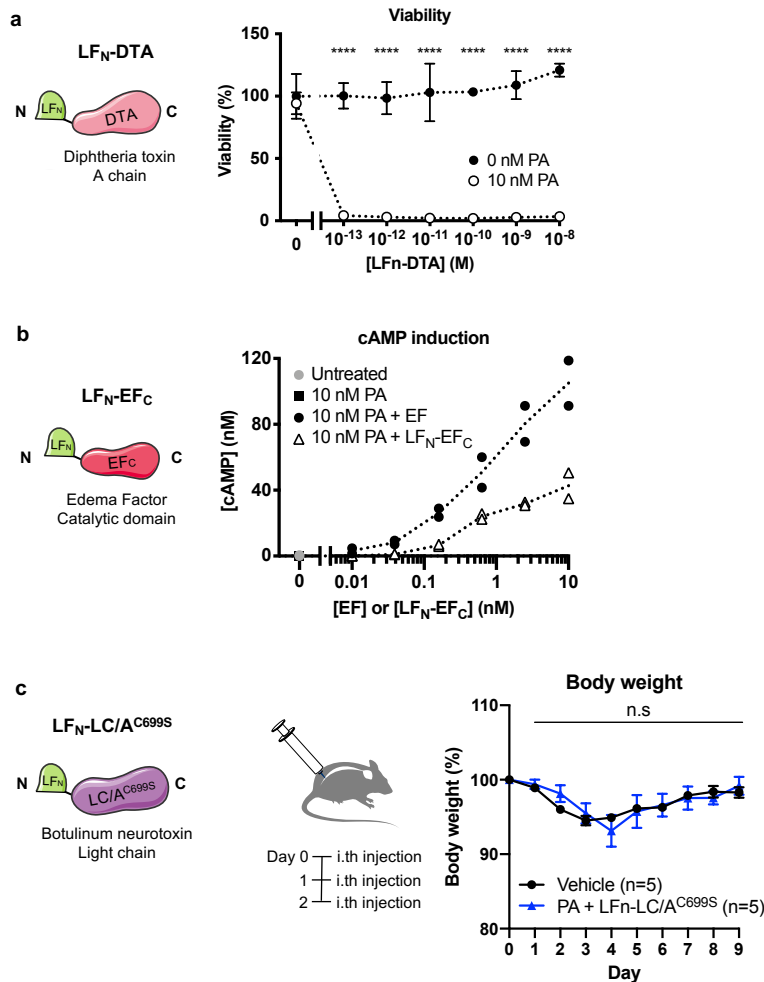 a
LFN-DTA
N
LFN
DTA
C
Diphtheria toxin
A chain
Viability
Viability (%)
150
100
50
0
**** **** **** **** **** ****
0 nM PA
10 nM PA
0 10-13 10-12 10-11 10-10 10-9 10-8
[LFn-DTA] (M)
b
LFN-EFC
N
LFN
EFC
C
Edema Factor
Catalytic domain
cAMP induction
[cAMP] (nM)
120
80
40
0
Untreated
10 nM PA
10 nM PA + EF
10 nM PA + LFN-EFC
0 0.01 0.1 1 10
[EF] or [LFN-EFC] (nM)
c
LFN-LC/AC699S
N
LFN
LC/AC699S
C
Botulinum neurotoxin
Light chain
Day 0 i.th injection
1 i.th injection
2 i.th injection
Body weight
n.s
Body weight (%)
110
100
90
80
Vehicle (n=5)
PA + LFn-LC/AC699S (n=5)
0 1 2 3 4 5 6 7 8 9
Day